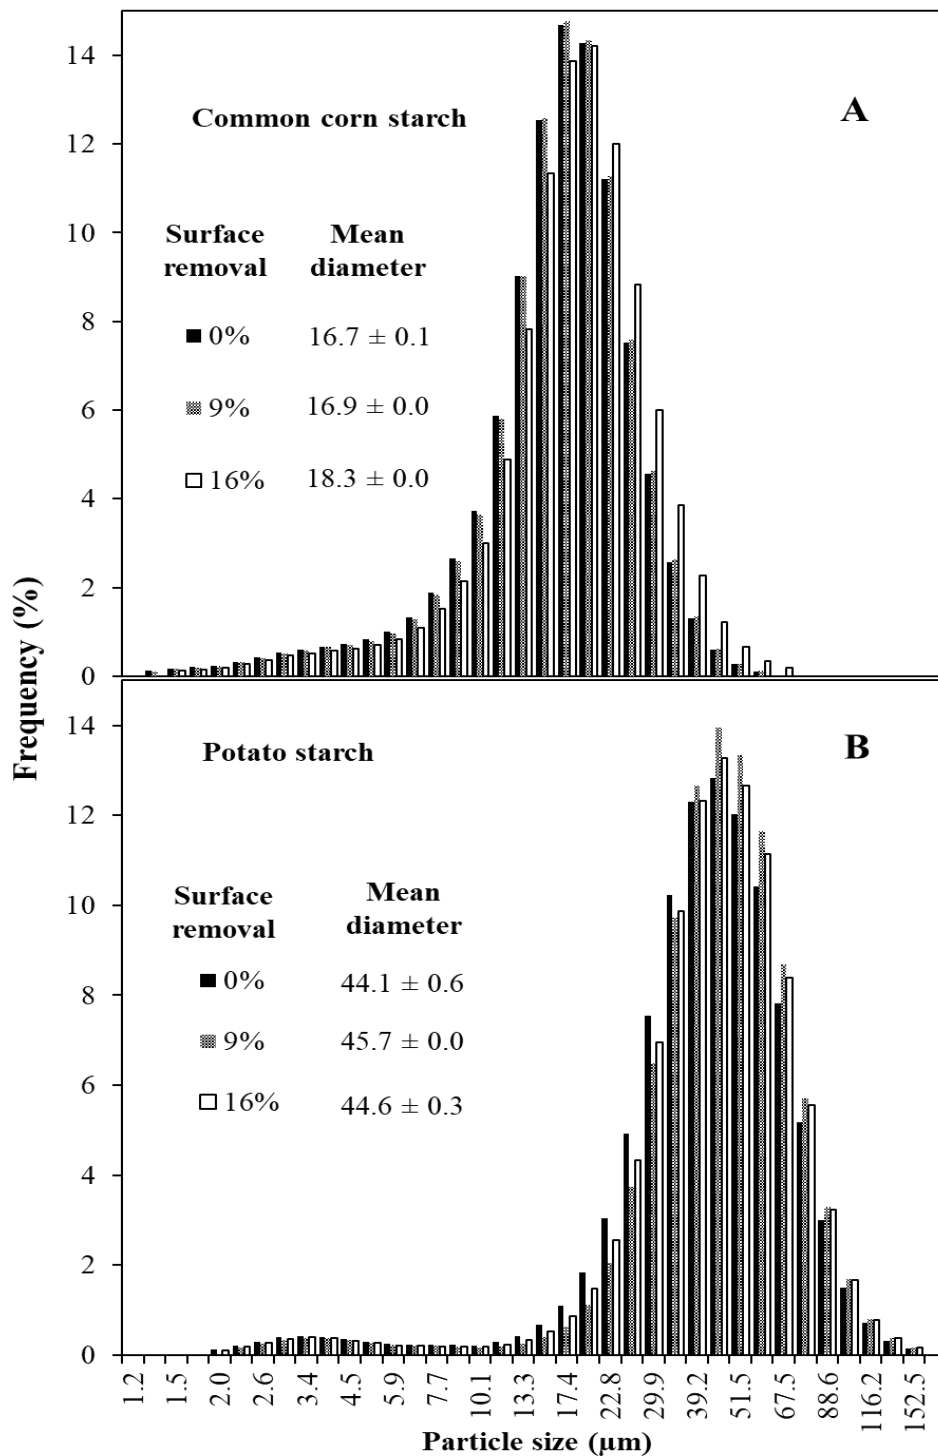 14
12
10
8
6
4
2
0
A
Common corn starch
Surface removal Mean diameter
0% 16.7 ± 0.1
9% 16.9 ± 0.0
16% 18.3 ± 0.0
Frequency (%)
14
12
10
8
6
4
2
0
B
Potato starch
Surface removal Mean diameter
0% 44.1 ± 0.6
9% 45.7 ± 0.0
16% 44.6 ± 0.3
1.2 1.5 2.0 2.6 3.4 4.5 5.9 7.7 10.1 13.3 17.4 22.8 29.9 39.2 51.5 67.5 88.6 116.2 152.5
Particle size (µm)